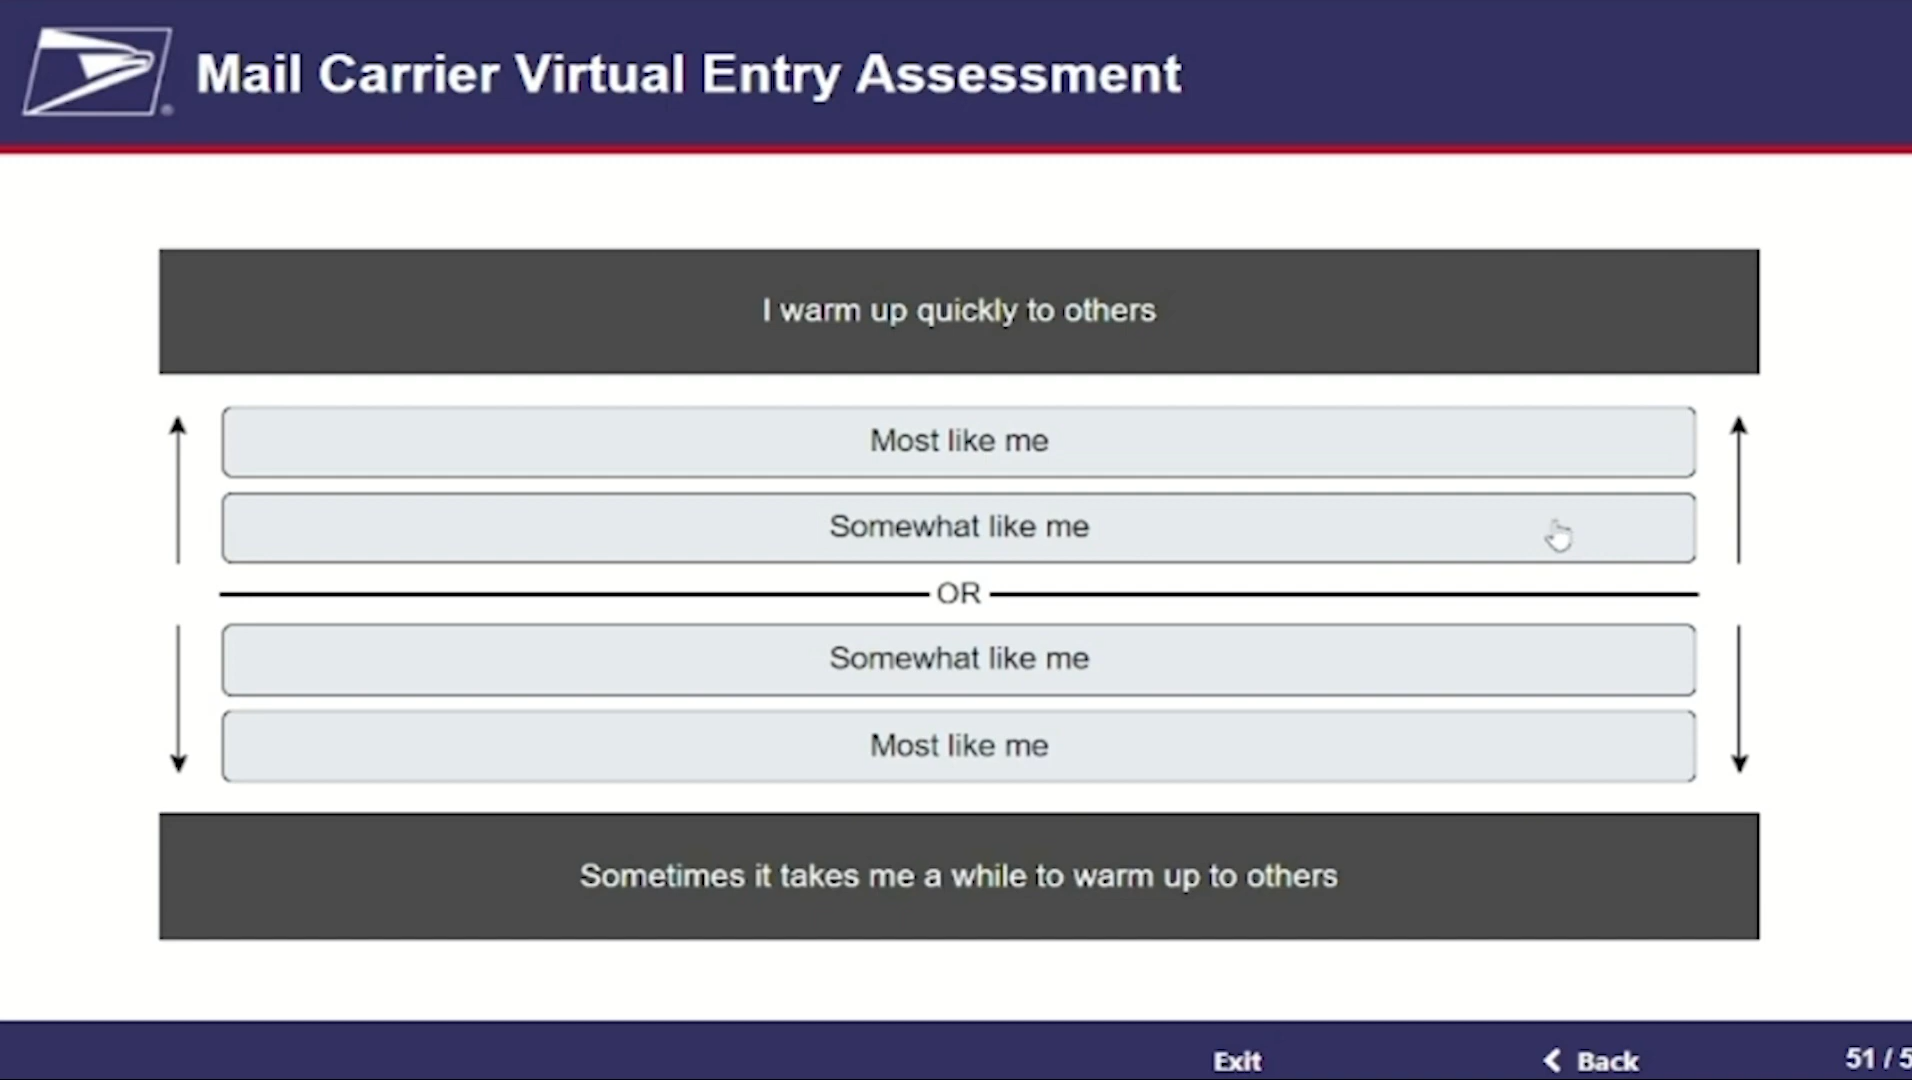 Mail Carrier Virtual Entry Assessment
I warm up quickly to others
Most like me
Somewhat like me
OR
Somewhat like me
Most like me
Sometimes it takes me a while to warm up to others
Exit
Back
51 / 5